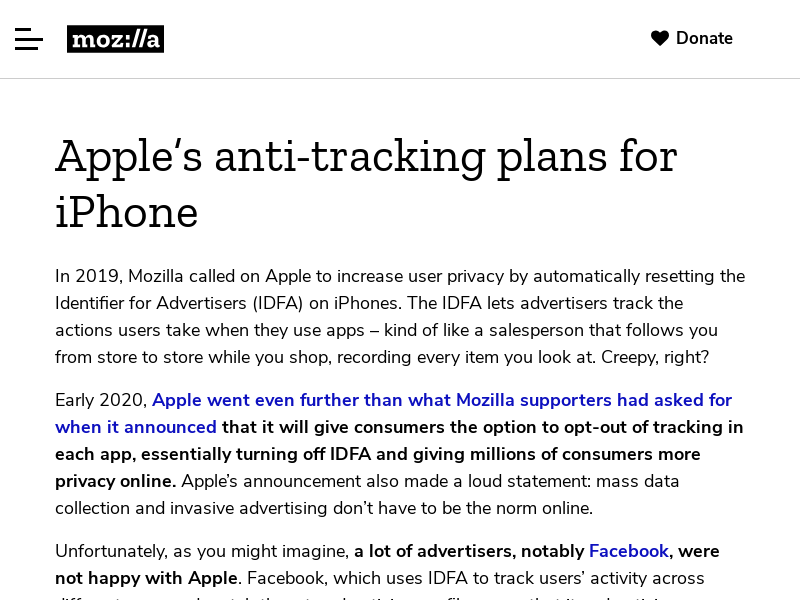 moz://a
Donate
Apple’s anti-tracking plans for
iPhone
In 2019, Mozilla called on Apple to increase user privacy by automatically resetting the
Identifier for Advertisers (IDFA) on iPhones. The IDFA lets advertisers track the
actions users take when they use apps – kind of like a salesperson that follows you
from store to store while you shop, recording every item you look at. Creepy, right?
Early 2020, Apple went even further than what Mozilla supporters had asked for
when it announced that it will give consumers the option to opt-out of tracking in
each app, essentially turning off IDFA and giving millions of consumers more
privacy online. Apple’s announcement also made a loud statement: mass data
collection and invasive advertising don’t have to be the norm online.
Unfortunately, as you might imagine, a lot of advertisers, notably Facebook, were
not happy with Apple. Facebook, which uses IDFA to track users’ activity across